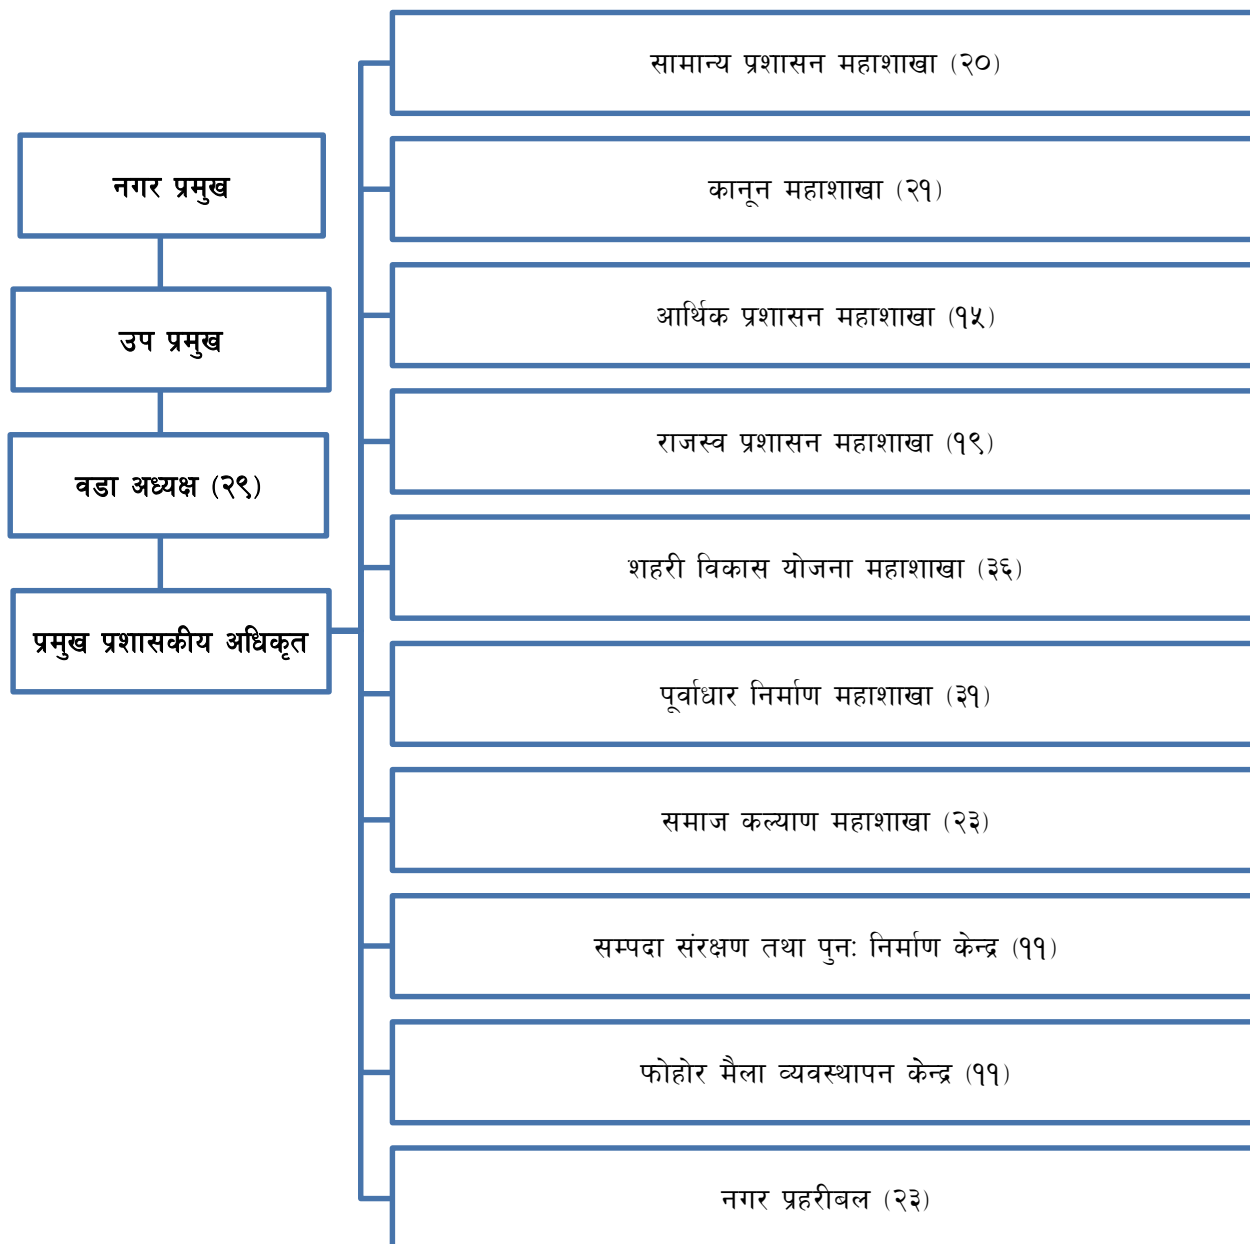 नगर प्रमुख
उप प्रमुख
वडा अध्यक्ष (२९)
प्रमुख प्रशासकीय अधिकृत
सामान्य प्रशासन महाशाखा (२०)
कानून महाशाखा (२१)
आर्थिक प्रशासन महाशाखा (१५)
राजस्व प्रशासन महाशाखा (१९)
शहरी विकास योजना महाशाखा (३६)
पूर्वाधार निर्माण महाशाखा (३१)
समाज कल्याण महाशाखा (२३)
सम्पदा संरक्षण तथा पुनः निर्माण केन्द्र (११)
फोहोर मैला व्यवस्थापन केन्द्र (११)
नगर प्रहरीबल (२३)